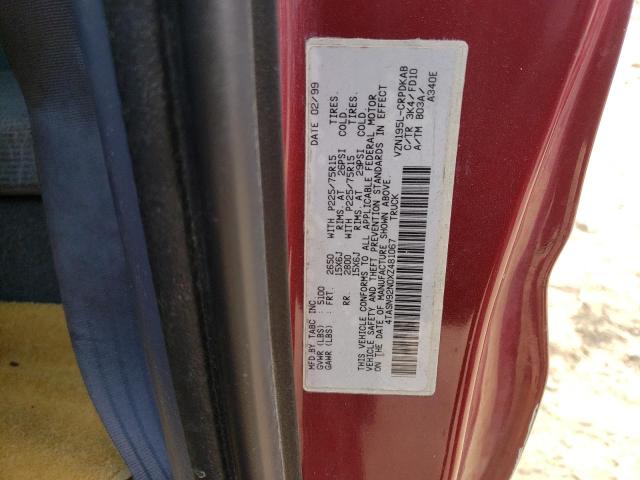 MFD BY TABC INC. DATE 02/99
GVWR (LBS) : 5100
GAWR (LBS) : FRT. 2650 WITH P225/75R15 TIRES.
15X6J RIMS. AT 26PSI COLD.
RR. 2800 WITH P225/75R15 TIRES.
15X6J RIMS. AT 29PSI COLD.
THIS VEHICLE CONFORMS TO ALL APPLICABLE FEDERAL MOTOR
VEHICLE SAFETY AND THEFT PREVENTION STANDARDS IN EFFECT
ON THE DATE OF MANUFACTURE SHOWN ABOVE.
4TASN92N0XZ481067 TRUCK
VZN195L-CRPDKAB
C/TR 3K4/FD10
A/TM B03A/
A340E